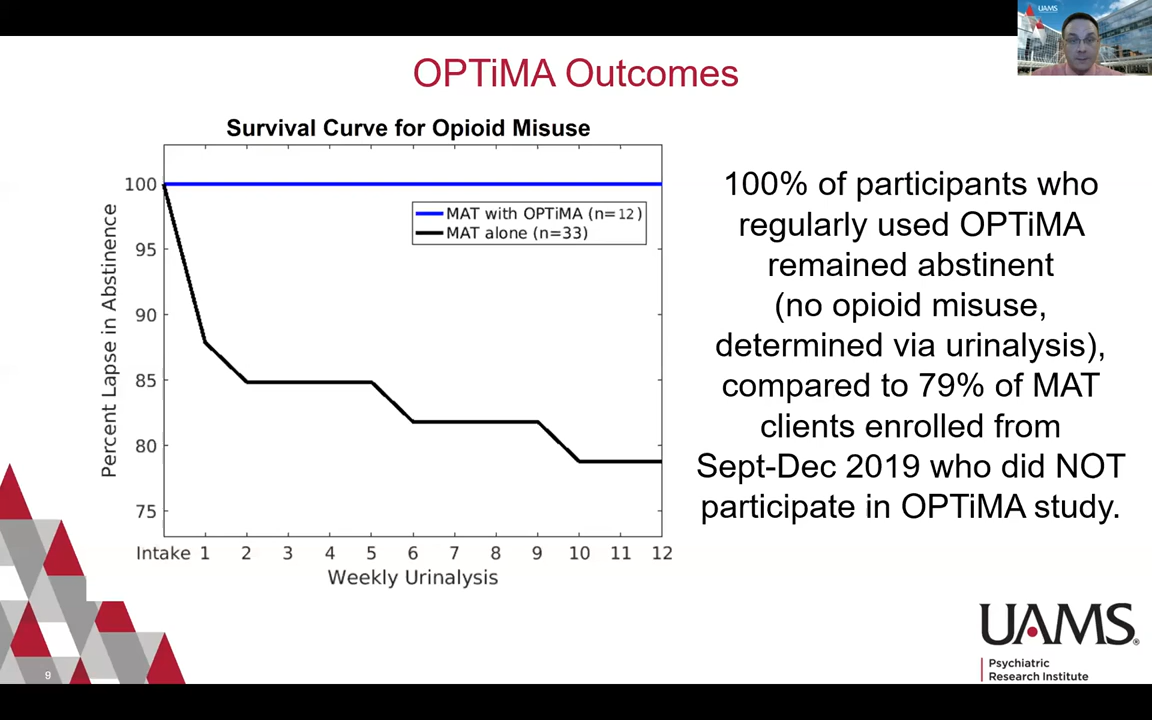 UAMS
OPTiMA Outcomes
Survival Curve for Opioid Misuse
100
95
90
85
80
75
Percent Lapse in Abstinence
MAT with OPTiMA (n=12)
MAT alone (n=33)
Intake 1 2 3 4 5 6 7 8 9 10 11 12
Weekly Urinalysis
100% of participants who
regularly used OPTiMA
remained abstinent
(no opioid misuse,
determined via urinalysis),
compared to 79% of MAT
clients enrolled from
Sept-Dec 2019 who did NOT
participate in OPTiMA study.
9
UAMS®
Psychiatric
Research Institute